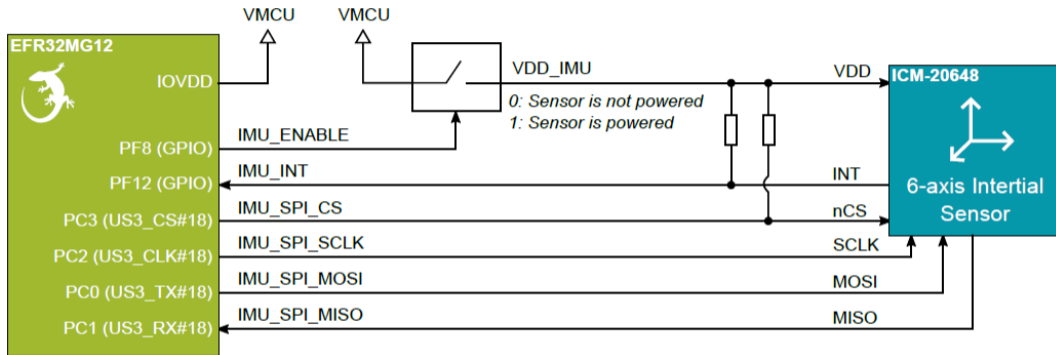 VMCU
VMCU
EFR32MG12
IOVDD
VDD_IMU
VDD
ICM-20648
0: Sensor is not powered
1: Sensor is powered
IMU_ENABLE
PF8 (GPIO)
IMU_INT
INT
PF12 (GPIO)
6-axis Intertial
Sensor
IMU_SPI_CS
nCS
PC3 (US3_CS#18)
IMU_SPI_SCLK
SCLK
PC2 (US3_CLK#18)
IMU_SPI_MOSI
MOSI
PC0 (US3_TX#18)
IMU_SPI_MISO
MISO
PC1 (US3_RX#18)